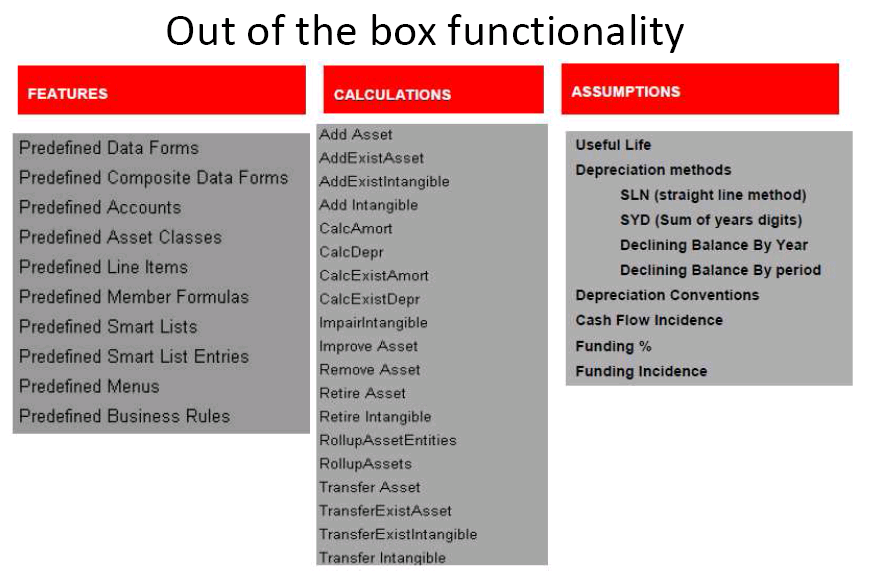 Out of the box functionality
FEATURES
Predefined Data Forms
Predefined Composite Data Forms
Predefined Accounts
Predefined Asset Classes
Predefined Line Items
Predefined Member Formulas
Predefined Smart Lists
Predefined Smart List Entries
Predefined Menus
Predefined Business Rules
CALCULATIONS
Add Asset
AddExistAsset
AddExistIntangible
Add Intangible
CalcAmort
CalcDepr
CalcExistAmort
CalcExistDepr
ImpairIntangible
Improve Asset
Remove Asset
Retire Asset
Retire Intangible
RollupAssetEntities
RollupAssets
Transfer Asset
TransferExistAsset
TransferExistIntangible
Transfer Intangible
ASSUMPTIONS
Useful Life
Depreciation methods
SLN (straight line method)
SYD (Sum of years digits)
Declining Balance By Year
Declining Balance By period
Depreciation Conventions
Cash Flow Incidence
Funding %
Funding Incidence